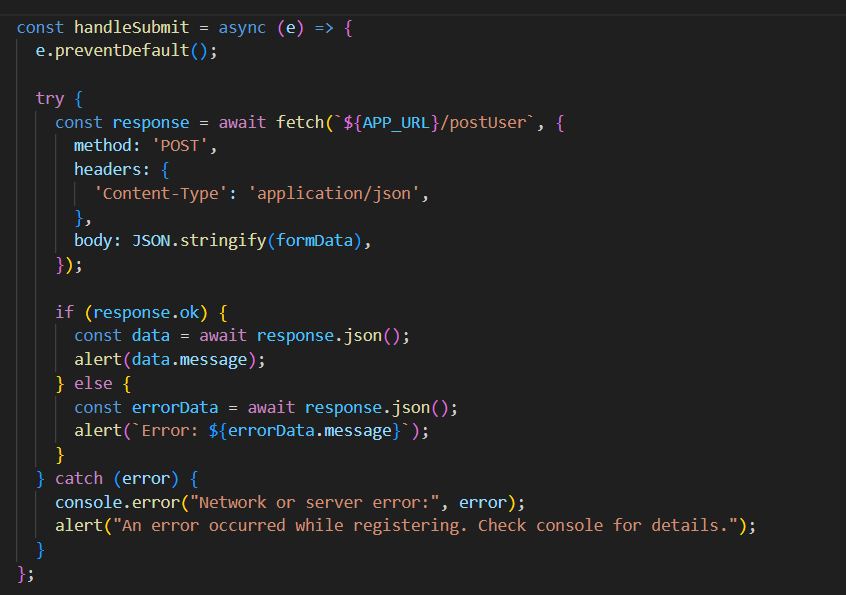 const handleSubmit = async (e) => {
  e.preventDefault();

  try {
    const response = await fetch(`${APP_URL}/postUser`, {
      method: 'POST',
      headers: {
        'Content-Type': 'application/json',
      },
      body: JSON.stringify(formData),
    });

    if (response.ok) {
      const data = await response.json();
      alert(data.message);
    } else {
      const errorData = await response.json();
      alert(`Error: ${errorData.message}`);
    }
  } catch (error) {
    console.error("Network or server error:", error);
    alert("An error occurred while registering. Check console for details.");
  }
};